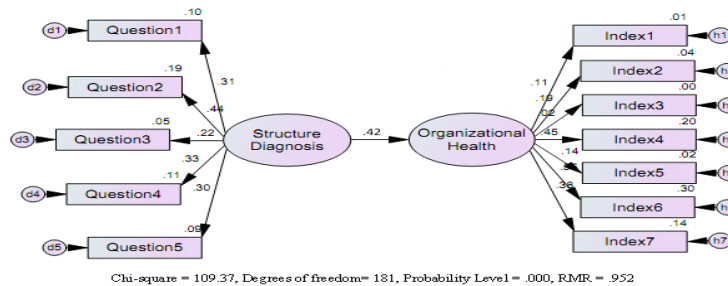 d1 Question1 .10
d2 Question2 .19
d3 Question3 .05
d4 Question4 .11
d5 Question5 .09
.31
.44
.22
.33
.30
Structure
Diagnosis
.42
Organizational
Health
.11
.19
.02
.45
.14
.38
Index1 .01 h1
Index2 .04 h
Index3 .00 h
Index4 .20 h
Index5 .02 h
Index6 .30 h
Index7 .14 h7
Chi-square = 109.37, Degrees of freedom= 181, Probability Level = .000, RMR = .952